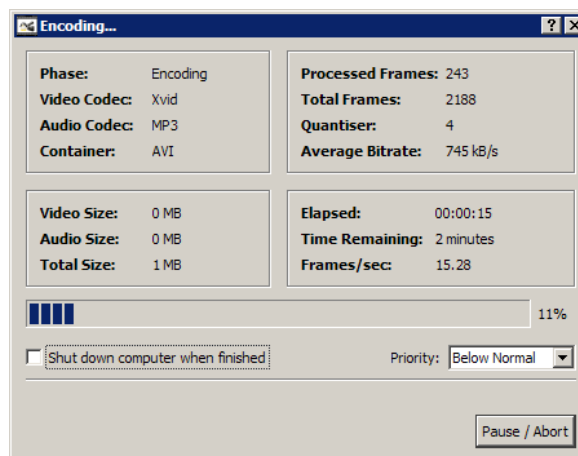 Encoding...
Phase: Encoding
Video Codec: Xvid
Audio Codec: MP3
Container: AVI
Processed Frames: 243
Total Frames: 2188
Quantiser: 4
Average Bitrate: 745 kB/s
Video Size: 0 MB
Audio Size: 0 MB
Total Size: 1 MB
Elapsed: 00:00:15
Time Remaining: 2 minutes
Frames/sec: 15.28
11%
Shut down computer when finished
Priority: Below Normal
Pause / Abort